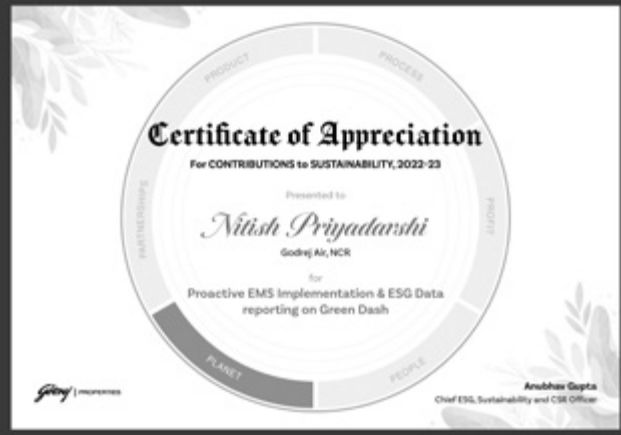 PRODUCT
PROCESS
Certificate of Appreciation
For CONTRIBUTIONS to SUSTAINABILITY, 2022-23
Presented to
PARTNERSHIPS
PROFIT
Nitish Priyadarshi
Godrej Air, NCR
for
Proactive EMS Implementation & ESG Data
reporting on Green Dash
PLANET
PEOPLE
Godrej | PROPERTIES
Anubhav Gupta
Chief ESG, Sustainability and CSR Officer